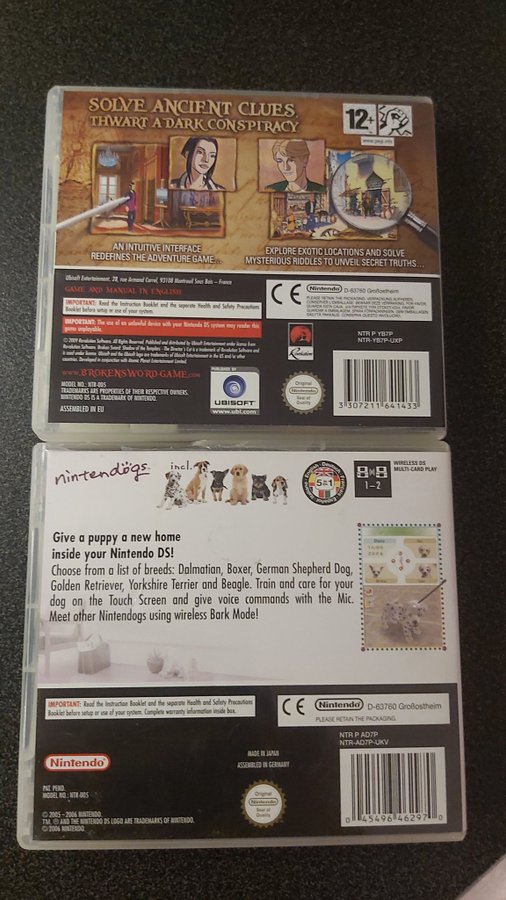 SOLVE ANCIENT CLUES,
THWART A DARK CONSPIRACY
12+
www.pegi.info
AN INTUITIVE INTERFACE
REDEFINES THE ADVENTURE GAME...
EXPLORE EXOTIC LOCATIONS AND SOLVE
MYSTERIOUS RIDDLES TO UNVEIL SECRET TRUTHS...
Ubisoft Entertainment, 28, rue Armand Carrel, 93108 Montreuil Sous Bois – France
GAME AND MANUAL IN ENGLISH
IMPORTANT: Read the Instruction Booklet and the separate Health and Safety Precautions
Booklet before setup or use of your system.
IMPORTANT: The use of an unlawful device with your Nintendo DS system may render this
game unplayable.
www.BROKENSWORD-GAME.com
MODEL NO.: NTR-005
TRADEMARKS ARE PROPERTY OF THEIR RESPECTIVE OWNERS.
NINTENDO DS IS A TRADEMARK OF NINTENDO.
ASSEMBLED IN EU
PUBLISHED BY
UBISOFT
www.ubi.com
CE
Nintendo
D-63760 Großostheim
Revolution
Original
Nintendo
Seal of Quality
NTR P YB7P
NTR-YB7P-UXP
3 307211 641433
nintendogs
incl.
5in1
WIRELESS DS
MULTI-CARD PLAY
1-2
Give a puppy a new home
inside your Nintendo DS!
Choose from a list of breeds: Dalmatian, Boxer, German Shepherd Dog,
Golden Retriever, Yorkshire Terrier and Beagle. Train and care for your
dog on the Touch Screen and give voice commands with the Mic.
Meet other Nintendogs using wireless Bark Mode!
IMPORTANT: Read the Instruction Booklet and the separate Health and Safety Precautions
Booklet before setup or use of your system. Complete warranty information inside box.
CE
Nintendo
D-63760 Großostheim
PLEASE RETAIN THE PACKAGING.
NTR P AD7P
NTR-AD7P-UKV
Nintendo
MADE IN JAPAN
ASSEMBLED IN GERMANY
PAT. PEND.
MODEL NO.: NTR-005
Original
Nintendo
Seal of Quality
© 2005 - 2006 NINTENDO.
TM, ® AND THE NINTENDO DS LOGO ARE TRADEMARKS OF NINTENDO.
© 2006 NINTENDO.
0 45496 46297 0